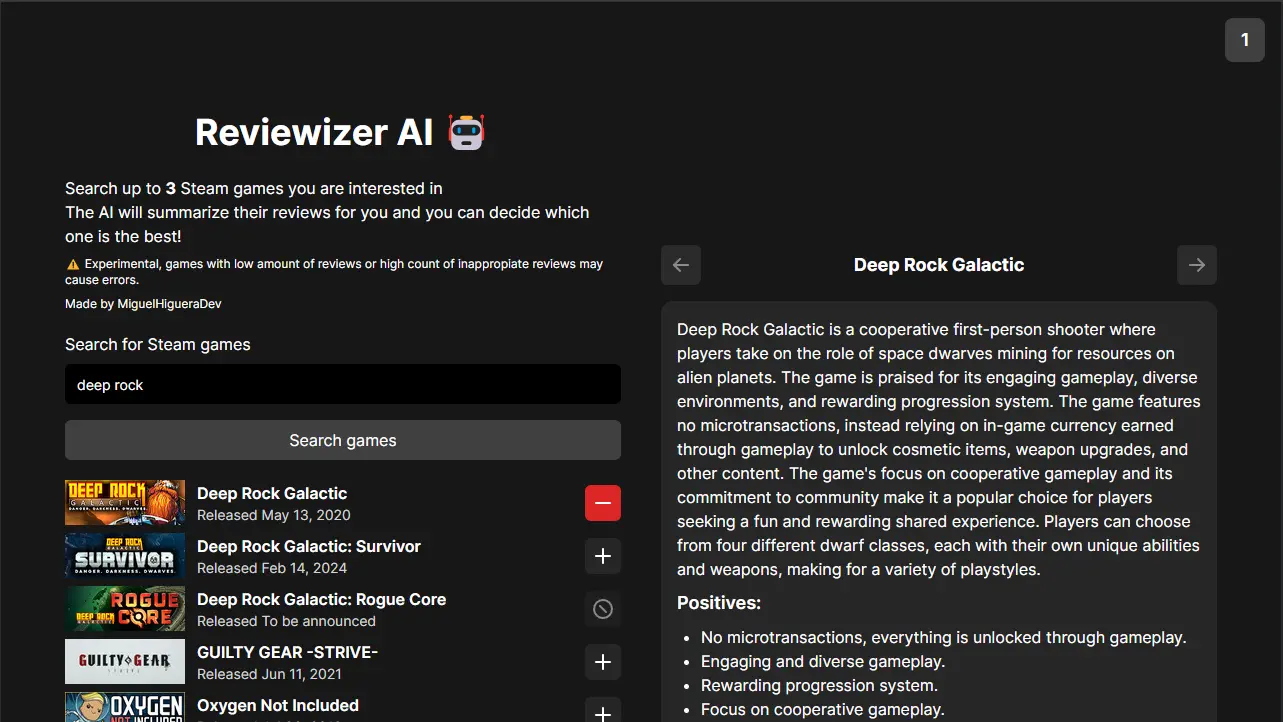 1
Reviewizer AI
Search up to 3 Steam games you are interested in
The AI will summarize their reviews for you and you can decide which
one is the best!
Experimental, games with low amount of reviews or high count of inappropiate reviews may
cause errors.
Made by MiguelHigueraDev
Search for Steam games
deep rock
Search games
DEEP ROCK
GALACTIC
DANGER. DARKNESS. DWARVES.
Deep Rock Galactic
Released May 13, 2020
DEEP ROCK
GALACTIC
SURVIVOR
DANGER. DARKNESS. DWARVES.
Deep Rock Galactic: Survivor
Released Feb 14, 2024
DEEP ROCK
GALACTIC
ROGUE
CORE
Deep Rock Galactic: Rogue Core
Released To be announced
GUILTY GEAR
STRIVE
GUILTY GEAR -STRIVE-
Released Jun 11, 2021
OXYGEN
NOT INCLUDED
Oxygen Not Included
Deep Rock Galactic
Deep Rock Galactic is a cooperative first-person shooter where
players take on the role of space dwarves mining for resources on
alien planets. The game is praised for its engaging gameplay, diverse
environments, and rewarding progression system. The game features
no microtransactions, instead relying on in-game currency earned
through gameplay to unlock cosmetic items, weapon upgrades, and
other content. The game's focus on cooperative gameplay and its
commitment to community make it a popular choice for players
seeking a fun and rewarding shared experience. Players can choose
from four different dwarf classes, each with their own unique abilities
and weapons, making for a variety of playstyles.
Positives:
• No microtransactions, everything is unlocked through gameplay.
• Engaging and diverse gameplay.
• Rewarding progression system.
• Focus on cooperative gameplay.